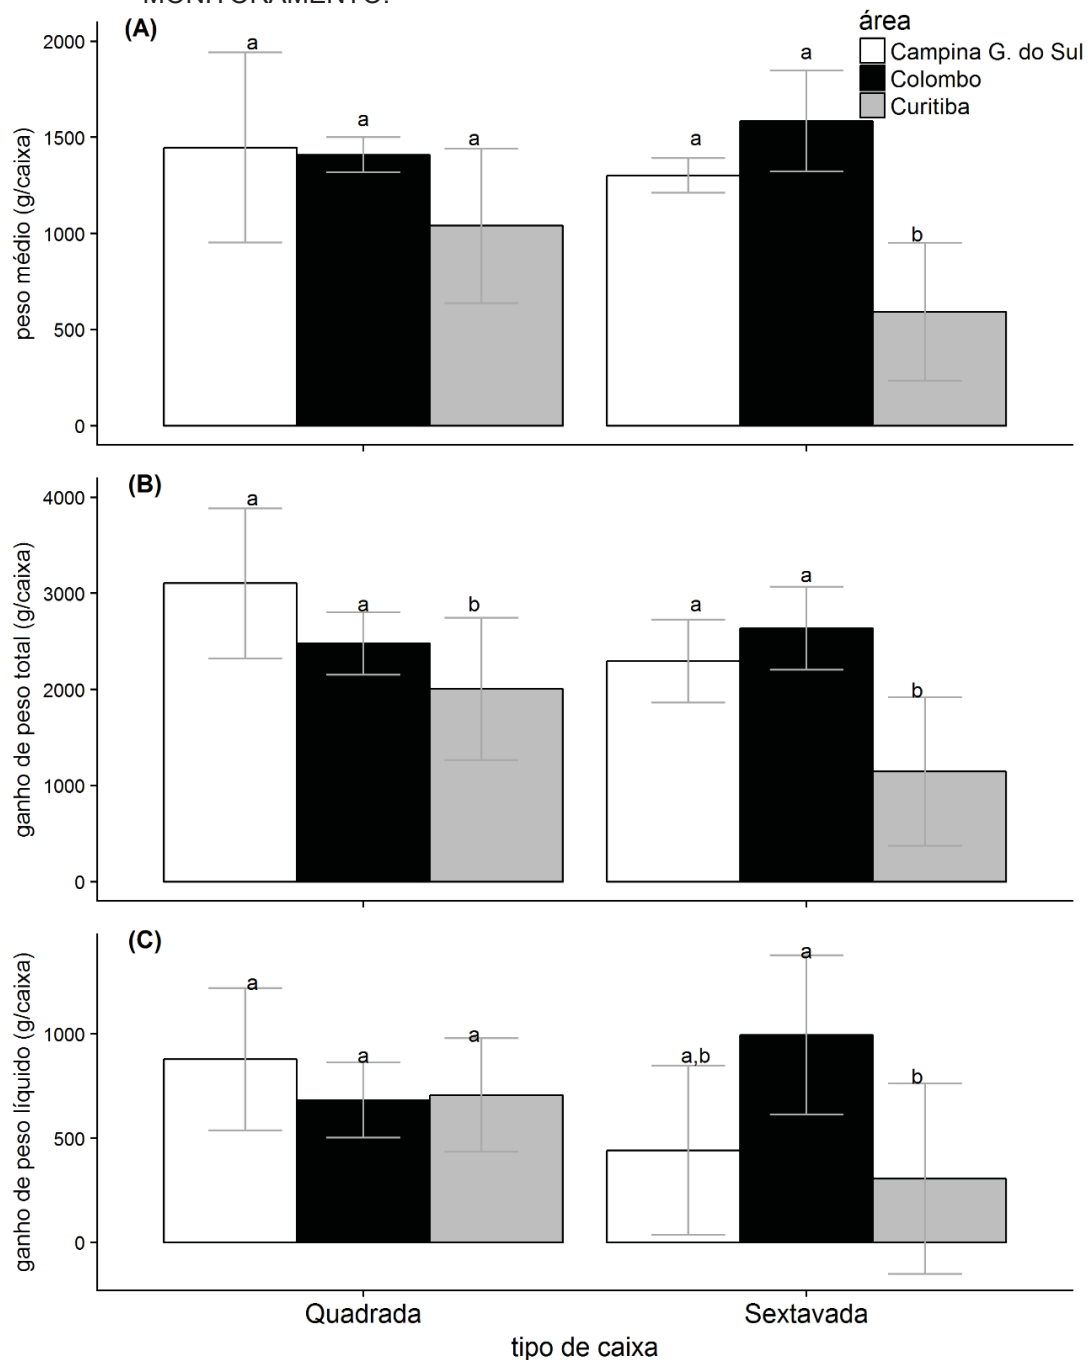 MONITORAMENTO.
(A)
área
Campina G. do Sul
Colombo
Curitiba
peso médio (g/caixa)
2000
1500
1000
500
0
a
a
a
a
a
b
(B)
ganho de peso total (g/caixa)
4000
3000
2000
1000
0
a
a
b
a
a
b
(C)
ganho de peso líquido (g/caixa)
1000
500
0
a
a
a
a,b
a
b
Quadrada
Sextavada
tipo de caixa